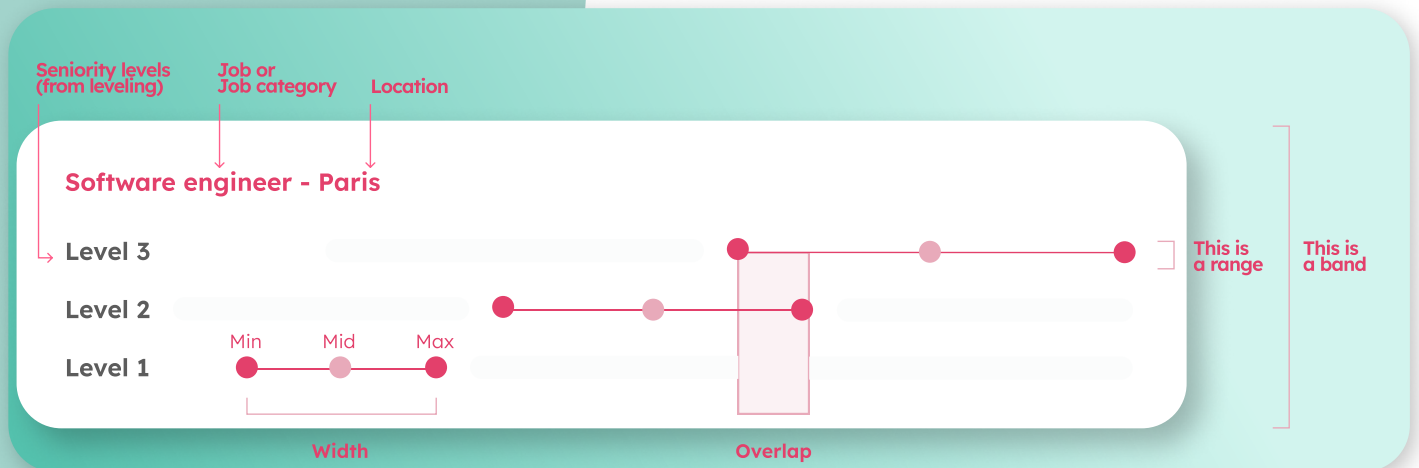 Seniority levels
(from leveling)
Job or
Job category
Location
Software engineer - Paris
Level 3
This is
a range
This is
a band
Level 2
Min
Mid
Max
Level 1
Width
Overlap